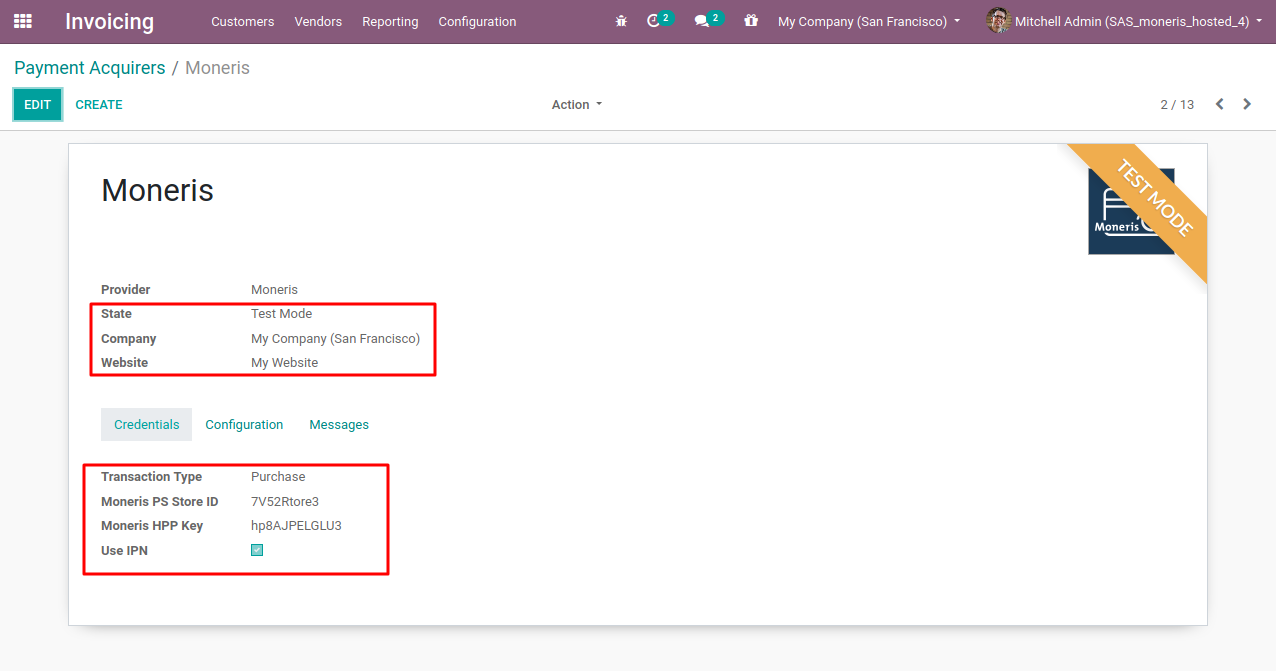 Invoicing Customers Vendors Reporting Configuration 2 2 My Company (San Francisco) Mitchell Admin (SAS_moneris_hosted_4)
Payment Acquirers / Moneris
EDIT CREATE Action 2 / 13
Moneris
TEST MODE
Moneris
Provider Moneris
State Test Mode
Company My Company (San Francisco)
Website My Website
Credentials Configuration Messages
Transaction Type Purchase
Moneris PS Store ID 7V52Rtore3
Moneris HPP Key hp8AJPELGLU3
Use IPN